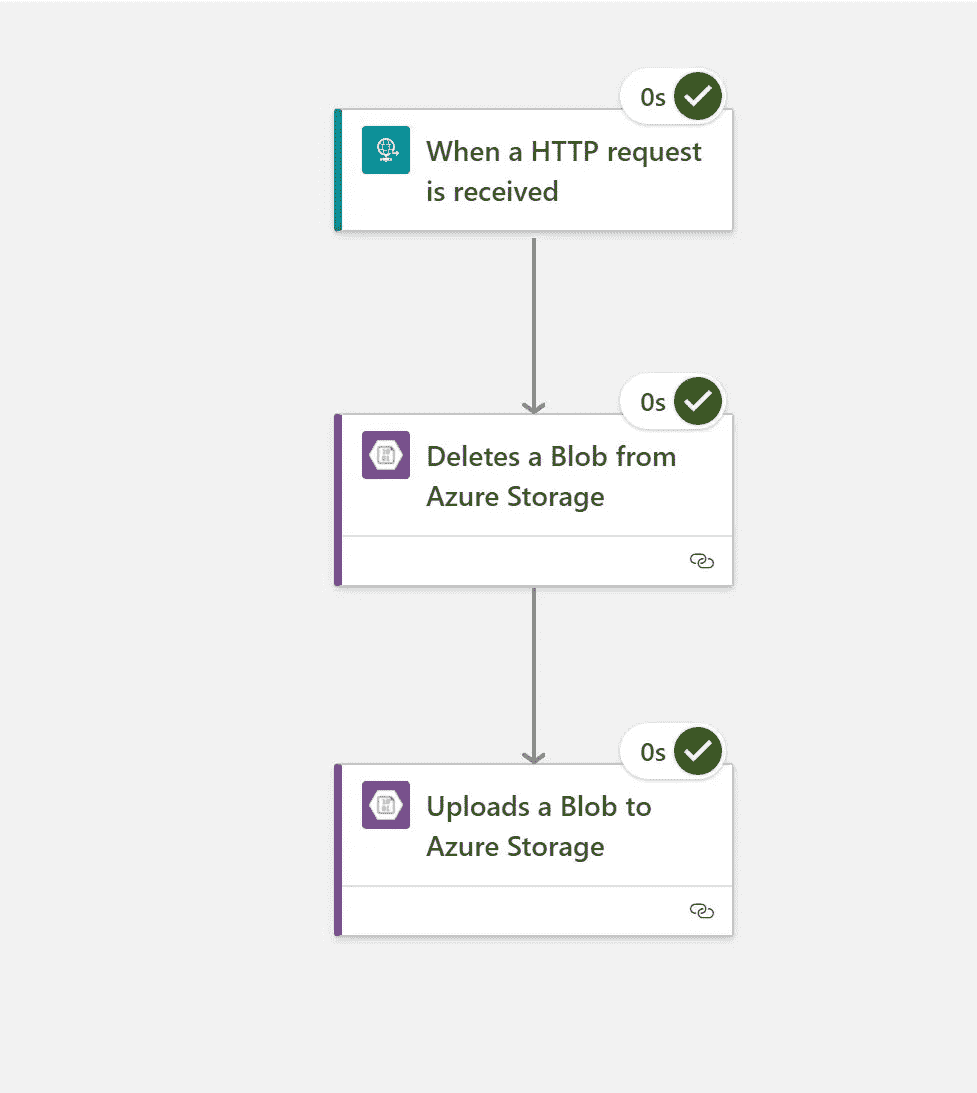 0s
When a HTTP request
is received
0s
Deletes a Blob from
Azure Storage
0s
Uploads a Blob to
Azure Storage